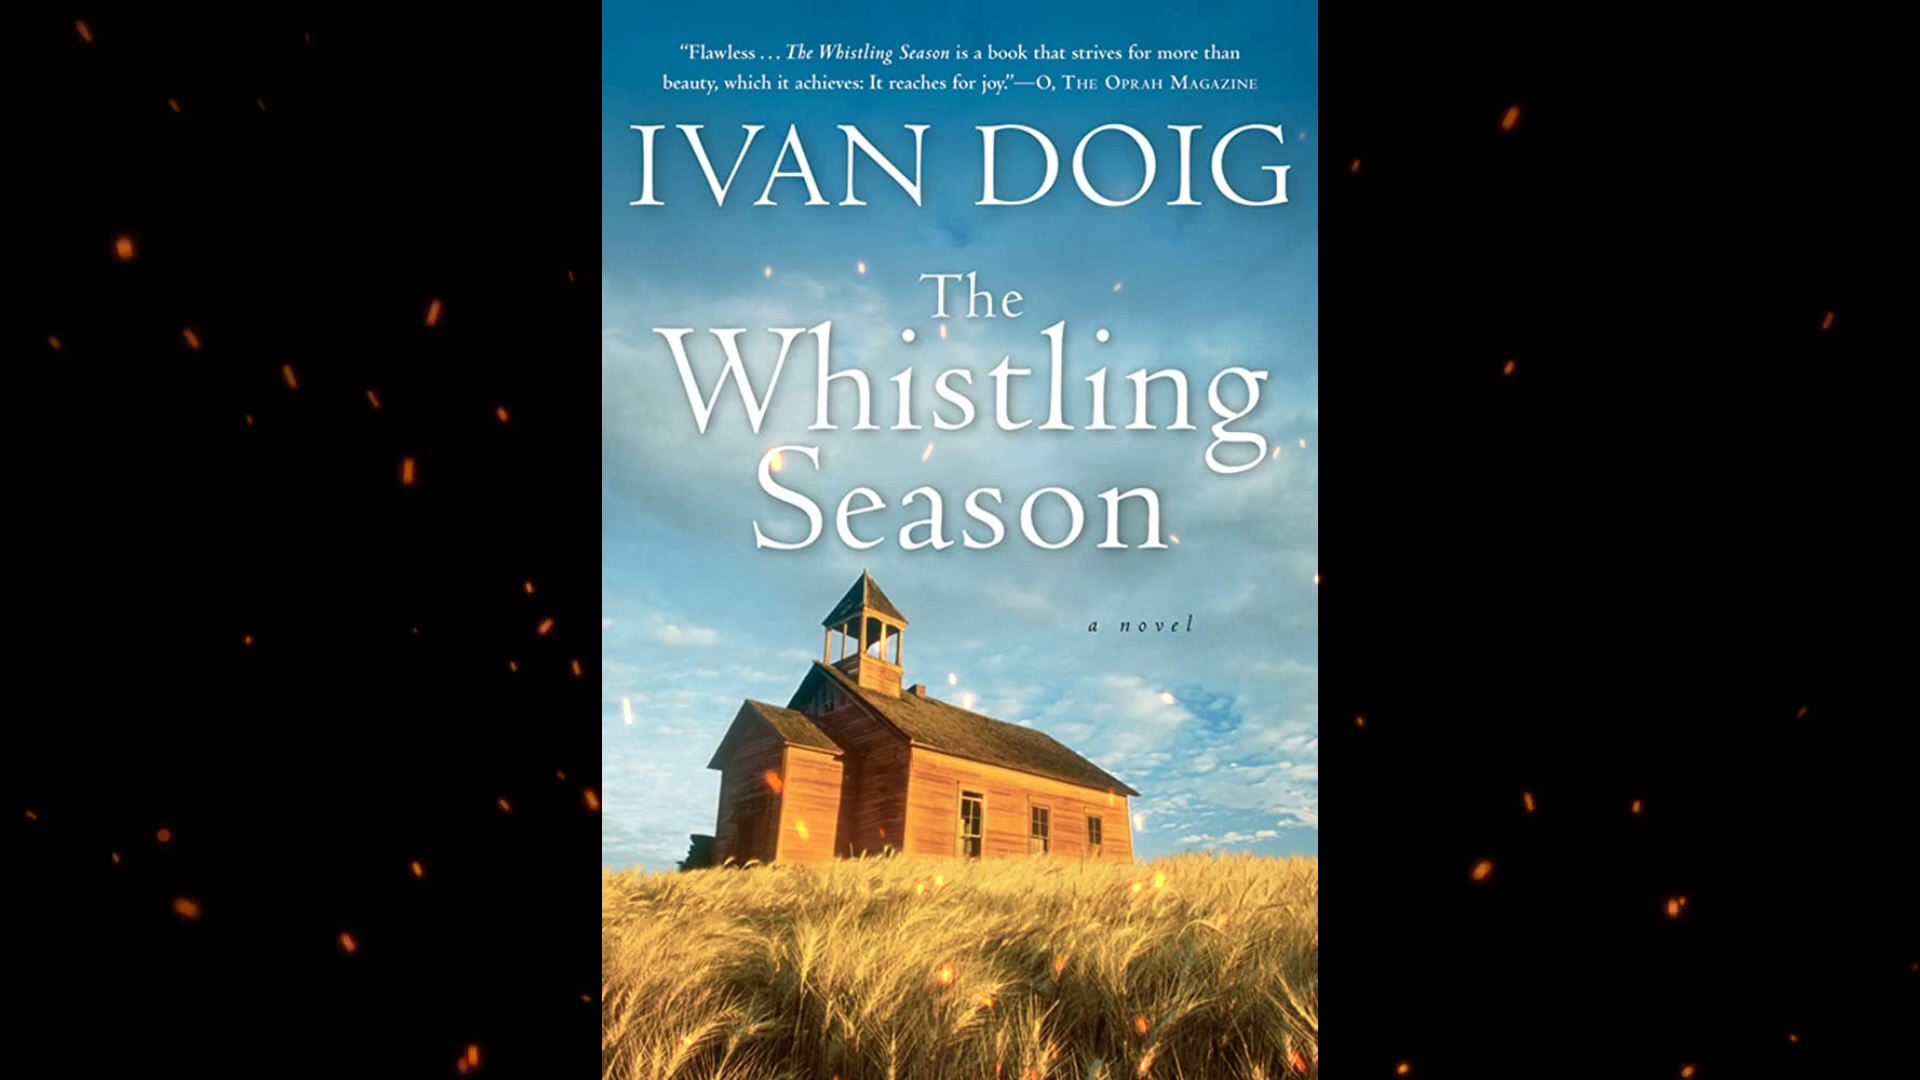 “Flawless . . . The Whistling Season is a book that strives for more than
beauty, which it achieves: It reaches for joy.”—O, The Oprah Magazine
IVAN DOIG
The
Whistling
Season
a novel